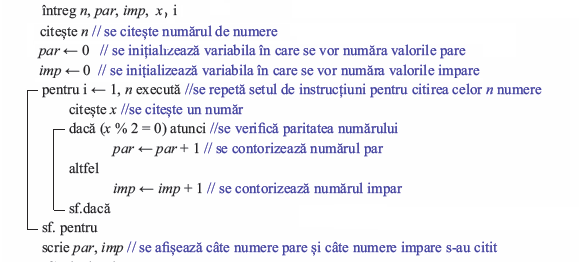 întreg n, par, imp, x, i
citește n // se citește numărul de numere
par ← 0 // se inițializează variabila în care se vor număra valorile pare
imp ← 0 // se inițializează variabila în care se vor număra valorile impare
pentru i ← 1, n execută //se repetă setul de instrucțiuni pentru citirea celor n numere
citește x //se citește un număr
dacă (x % 2 = 0) atunci //se verifică paritatea numărului
par ← par + 1 // se contorizează numărul par
altfel
imp ← imp + 1 // se contorizează numărul impar
sf.dacă
sf. pentru
scrie par, imp // se afișează câte numere pare și câte numere impare s-au citit